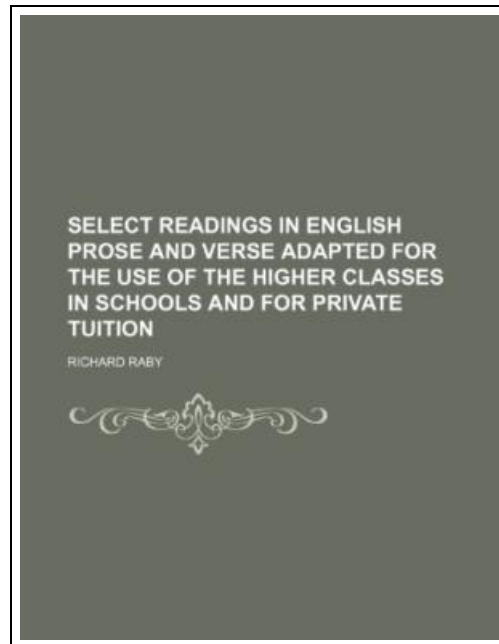 SELECT READINGS IN ENGLISH
PROSE AND VERSE ADAPTED FOR
THE USE OF THE HIGHER CLASSES
IN SCHOOLS AND FOR PRIVATE
TUITION
RICHARD RABY